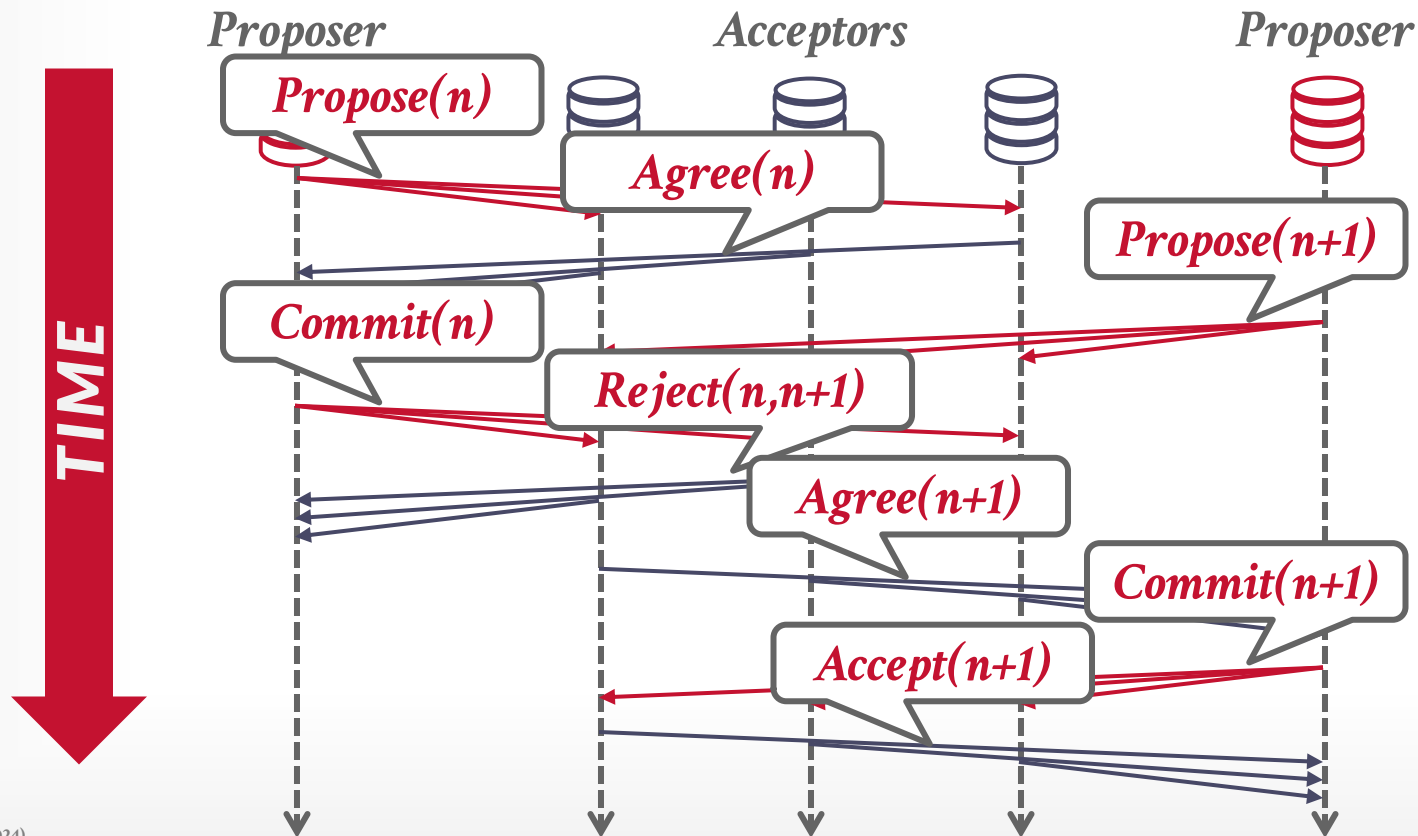 Proposer
Acceptors
Proposer
Propose(n)
Agree(n)
Propose(n+1)
Commit(n)
TIME
Reject(n,n+1)
Agree(n+1)
Commit(n+1)
Accept(n+1)